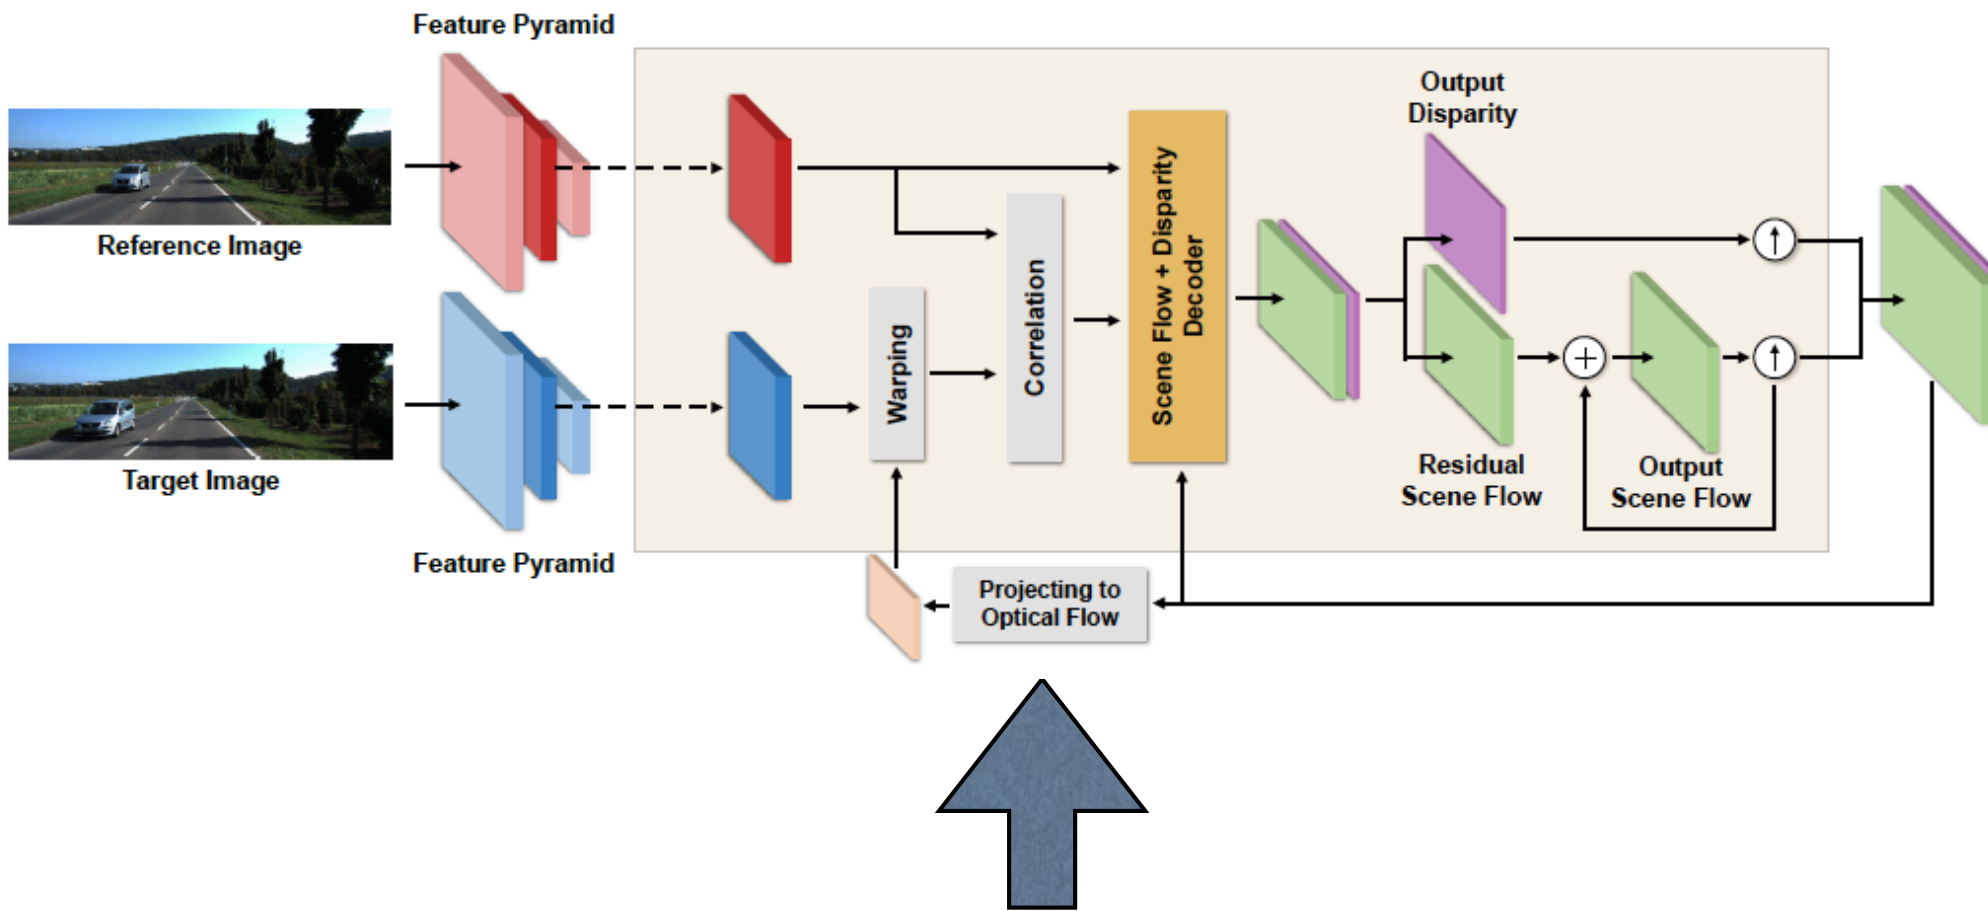 Feature Pyramid
Reference Image
Target Image
Feature Pyramid
Warping
Correlation
Scene Flow + Disparity
Decoder
Output
Disparity
Residual
Scene Flow
Output
Scene Flow
Projecting to
Optical Flow